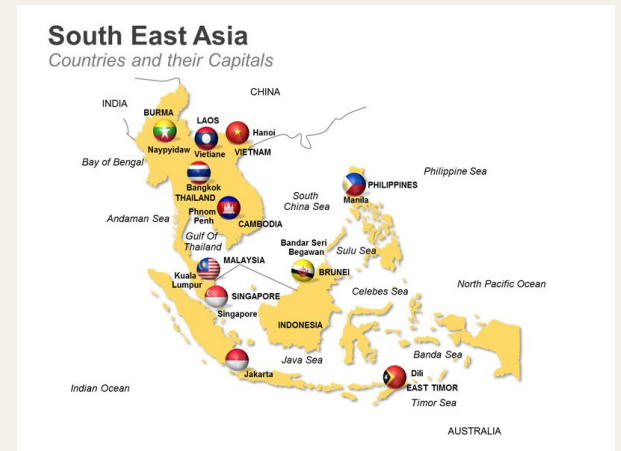 South East Asia
Countries and their Capitals
CHINA
INDIA
BURMA
LAOS
Hanoi
Naypyidaw
Vietiane
VIETNAM
Bay of Bengal
Bangkok
THAILAND
Philippine Sea
PHILIPPINES
Manila
South
China Sea
Phnom
Penh
CAMBODIA
Andaman Sea
Gulf Of
Thailand
Bandar Seri
Begawan
Sulu Sea
MALAYSIA
BRUNEI
Kuala
Lumpur
North Pacific Ocean
Celebes Sea
SINGAPORE
Singapore
INDONESIA
Java Sea
Banda Sea
Jakarta
Dili
EAST TIMOR
Indian Ocean
Timor Sea
AUSTRALIA